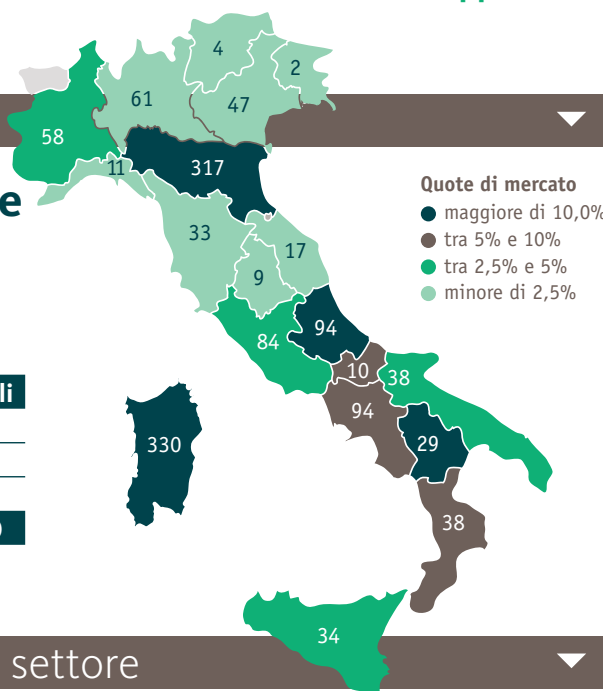 4
2
61
47
58
11
317
e
Quote di mercato
maggiore di 10,0%
tra 5% e 10%
tra 2,5% e 5%
minore di 2,5%
33
17
9
94
84
10
38
li
94
330
29
38
34
settore